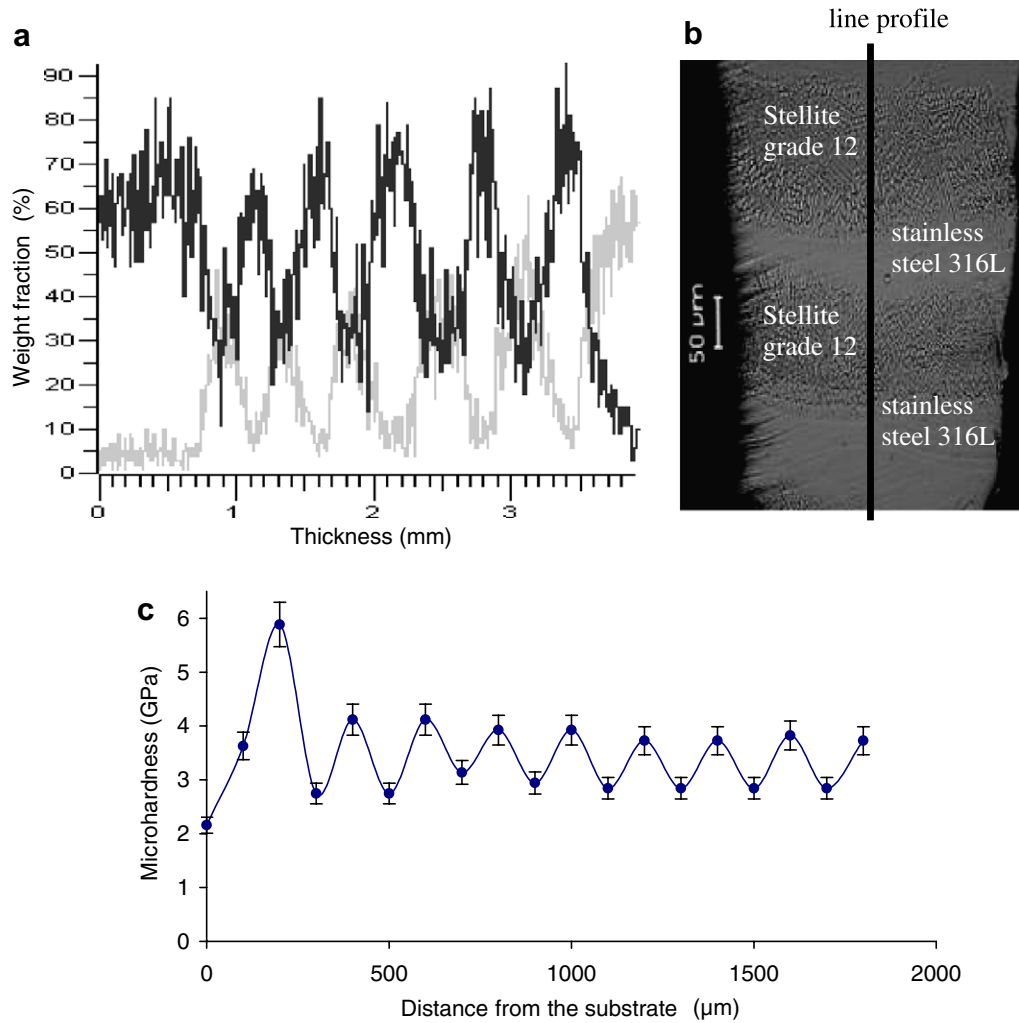 a
90
80
70
60
50
40
30
20
10
0
Weight fraction (%)
0
1
2
3
Thickness (mm)
line profile
b
Stellite
grade 12
stainless
steel 316L
Stellite
grade 12
50 µm
stainless
steel 316L
c
6
5
4
3
2
1
0
Microhardness (GPa)
0
500
1000
1500
2000
Distance from the substrate (µm)